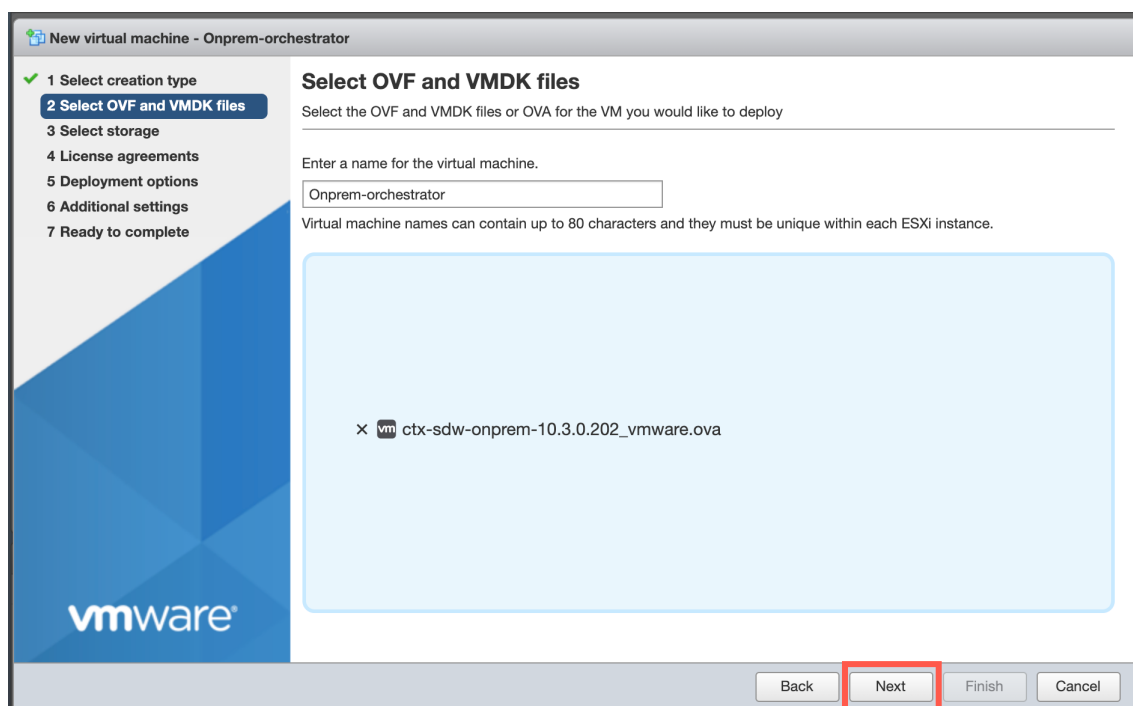 New virtual machine - Onprem-orchestrator
1 Select creation type
2 Select OVF and VMDK files
3 Select storage
4 License agreements
5 Deployment options
6 Additional settings
7 Ready to complete
vmware®
Select OVF and VMDK files
Select the OVF and VMDK files or OVA for the VM you would like to deploy
Enter a name for the virtual machine.
Onprem-orchestrator
Virtual machine names can contain up to 80 characters and they must be unique within each ESXi instance.
× vm ctx-sdw-onprem-10.3.0.202_vmware.ova
Back Next Finish Cancel